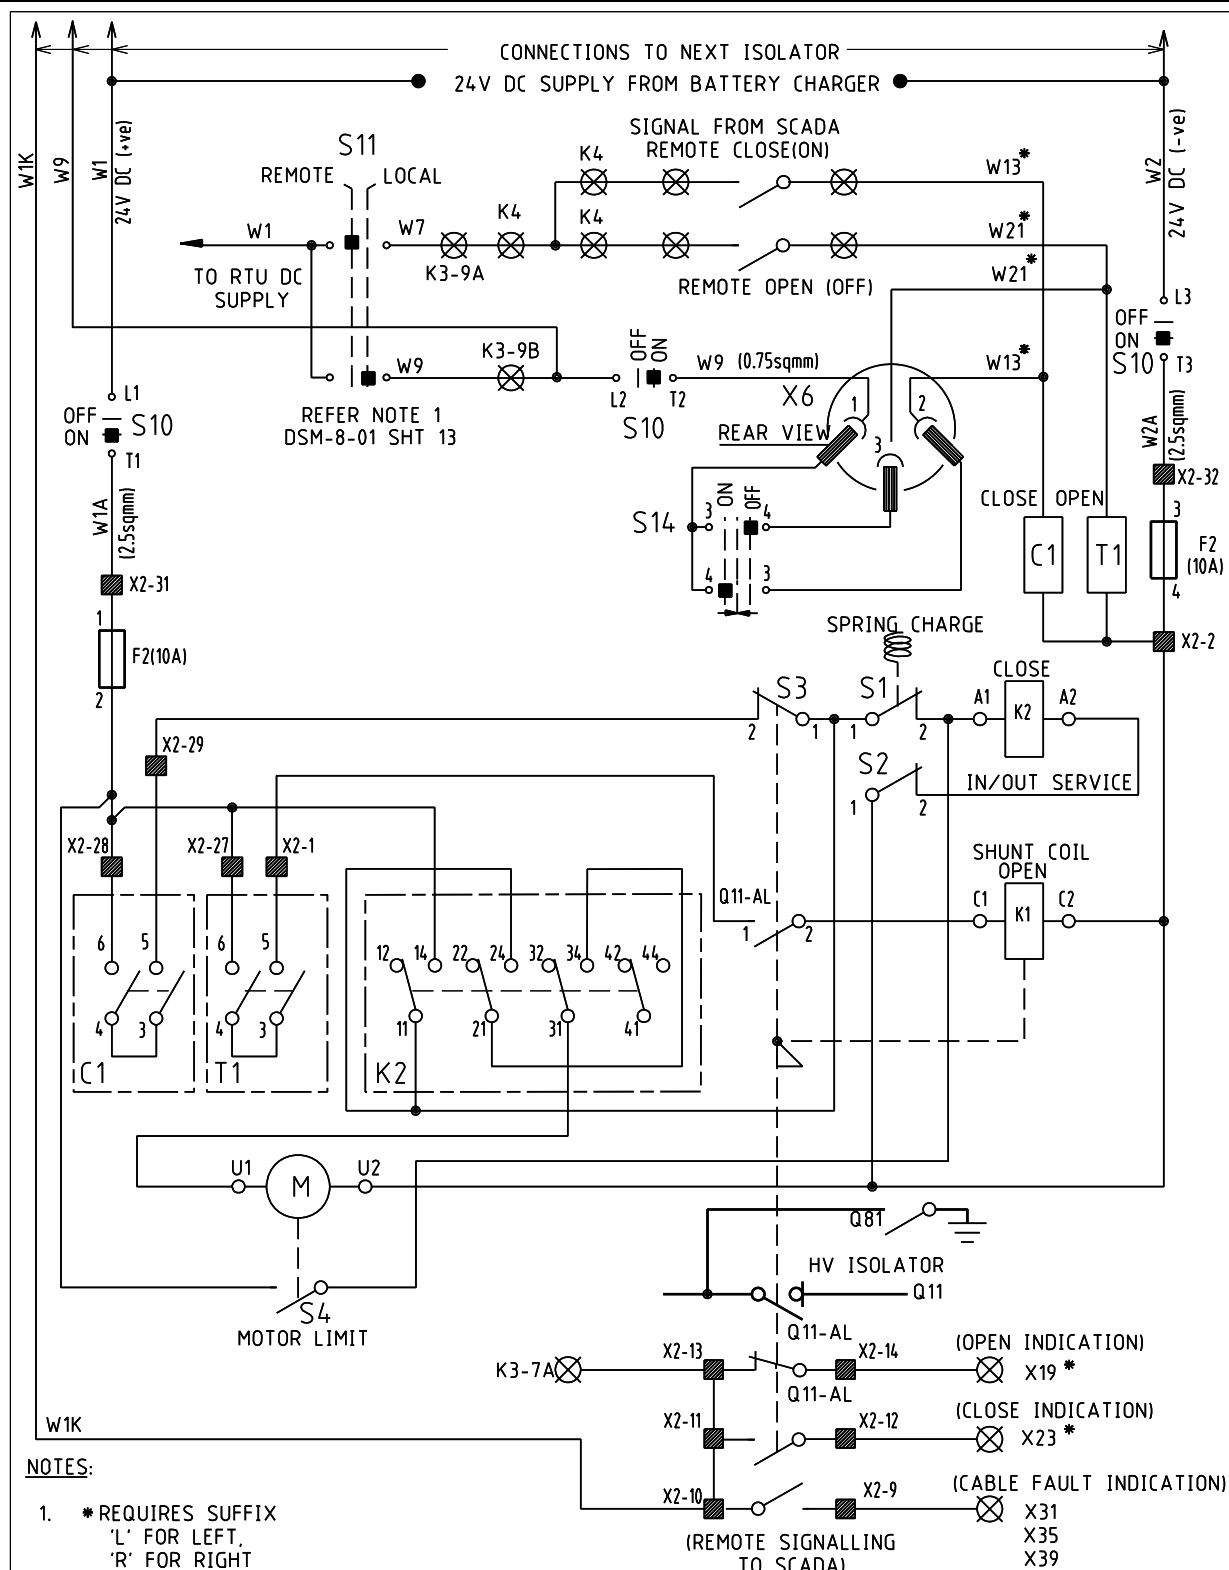 CONNECTIONS TO NEXT ISOLATOR
24V DC SUPPLY FROM BATTERY CHARGER
W1K
W9
W1
24V DC (+ve)
W2
24V DC (-ve)
SIGNAL FROM SCADA
REMOTE CLOSE(ON)
S11
REMOTE
LOCAL
K4
W13*
W1
W7
K4
K4
W21*
K3-9A
TO RTU DC
SUPPLY
REMOTE OPEN (OFF)
W21*
L3
OFF
ON
S10
T3
K3-9B
W9
OFF
ON
W9 (0.75sqmm)
W13*
L1
OFF
ON
S10
T1
REFER NOTE 1
DSM-8-01 SHT 13
L2
T2
S10
X6
1
2
3
REAR VIEW
W2A
(2.5sqmm)
X2-32
W1A
(2.5sqmm)
ON
OFF
S14
3
4
4
3
CLOSE
OPEN
C1
T1
3
F2
(10A)
4
X2-31
1
F2(10A)
2
SPRING CHARGE
X2-2
CLOSE
S3
S1
A1
K2
A2
2
1
1
2
X2-29
S2
IN/OUT SERVICE
1
2
X2-28
X2-27
X2-1
SHUNT COIL
OPEN
Q11-AL
C1
K1
C2
1
2
6
5
6
5
12
14
22
24
32
34
42
44
4
3
4
3
11
21
31
41
C1
T1
K2
U1
M
U2
Q81
HV ISOLATOR
Q11
S4
MOTOR LIMIT
Q11-AL
K3-7A
X2-13
X2-14
(OPEN INDICATION)
X19*
Q11-AL
X2-11
X2-12
(CLOSE INDICATION)
X23*
W1K
X2-10
X2-9
(CABLE FAULT INDICATION)
X31
X35
X39
(REMOTE SIGNALLING
TO SCADA)
NOTES:
1. *REQUIRES SUFFIX
'L' FOR LEFT,
'R' FOR RIGHT